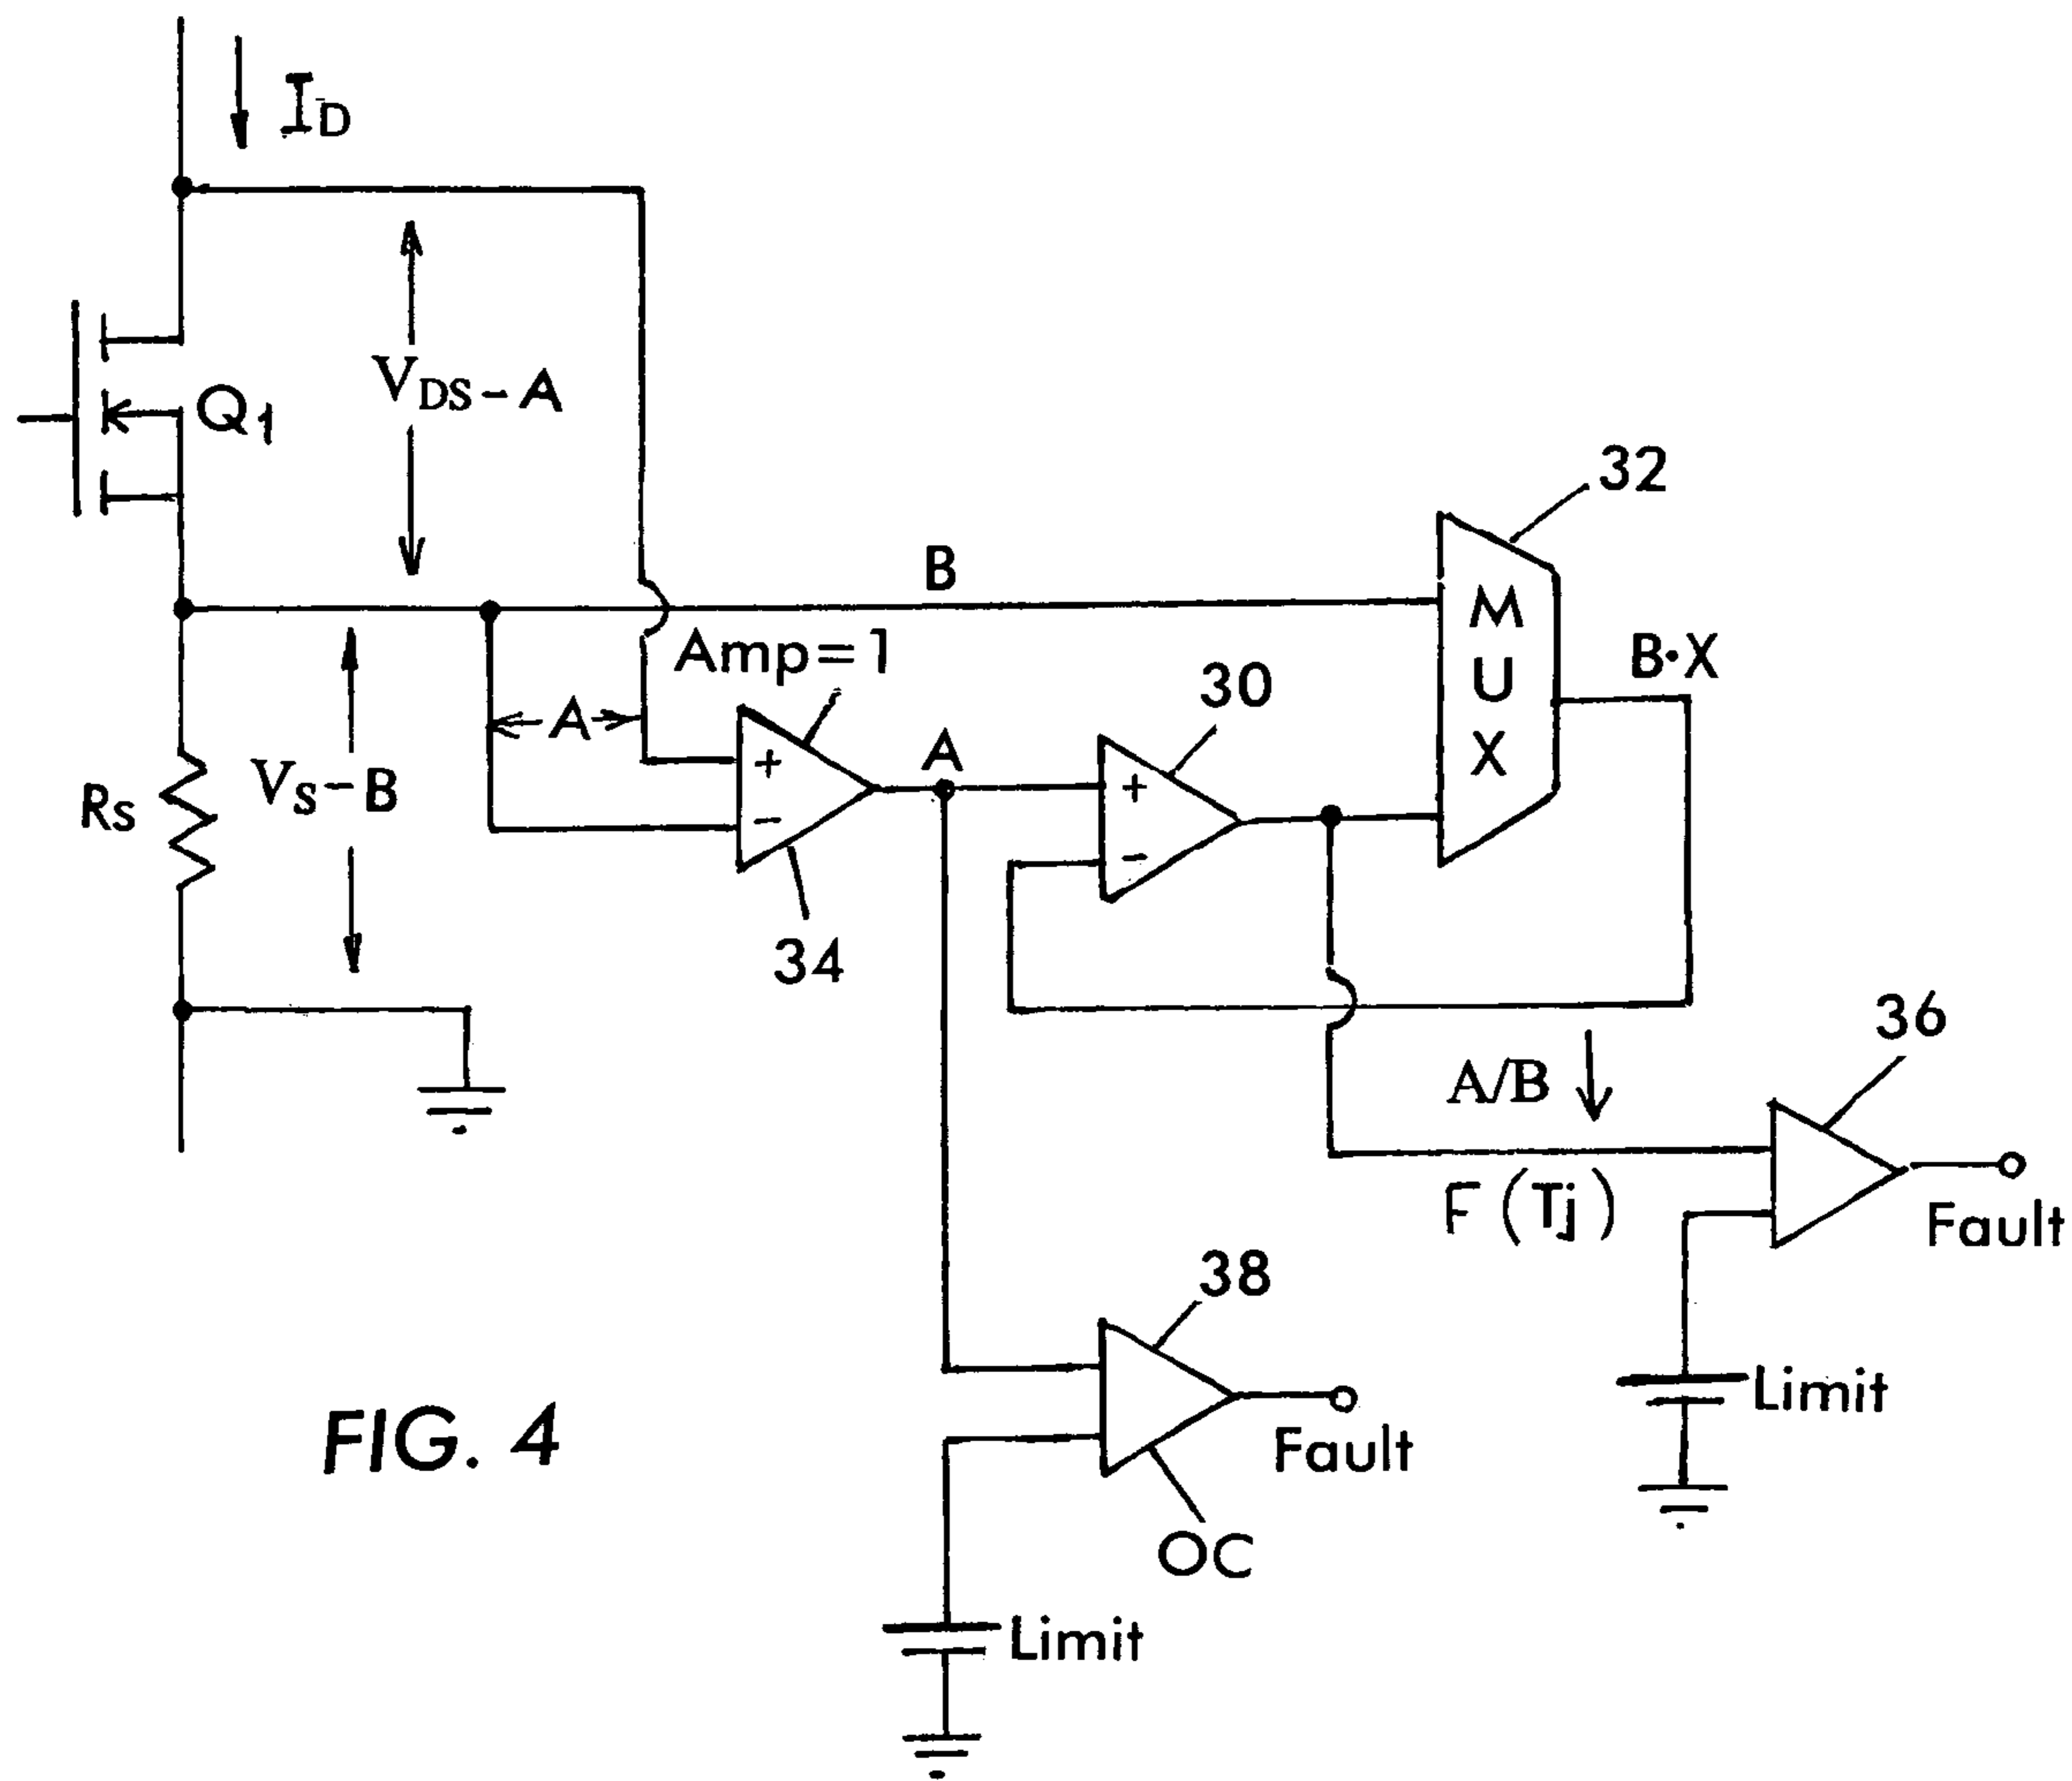 I_D
V_DS - A
Q1
32
B
M
U
X
B·X
Amp=1
30
A
A
+
-
+
-
V_S - B
R_S
34
36
A/B
F (Tj)
Fault
38
Limit
Fault
FIG. 4
OC
Limit